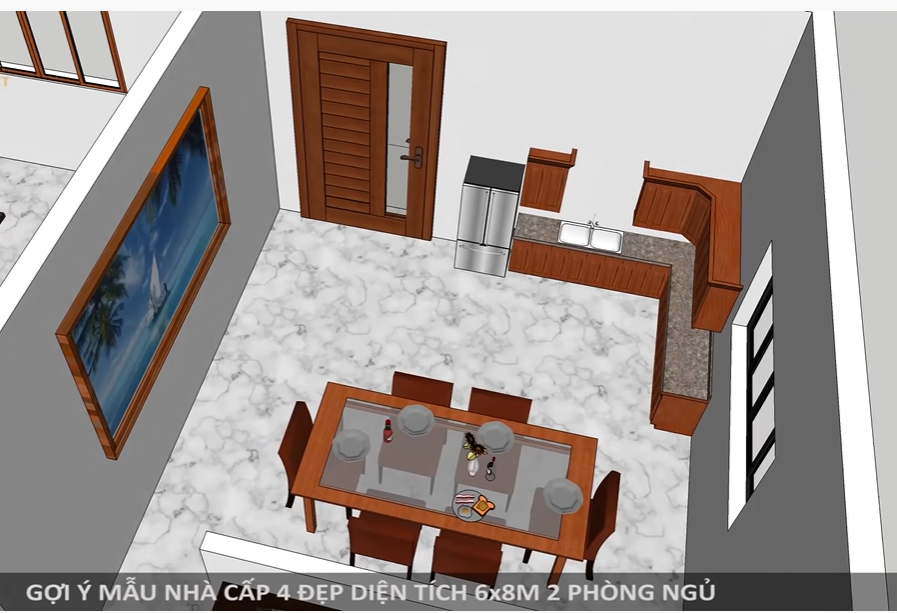 GỢI Ý MẪU NHÀ CẤP 4 ĐẸP DIỆN TÍCH 6x8M 2 PHÒNG NGỦ